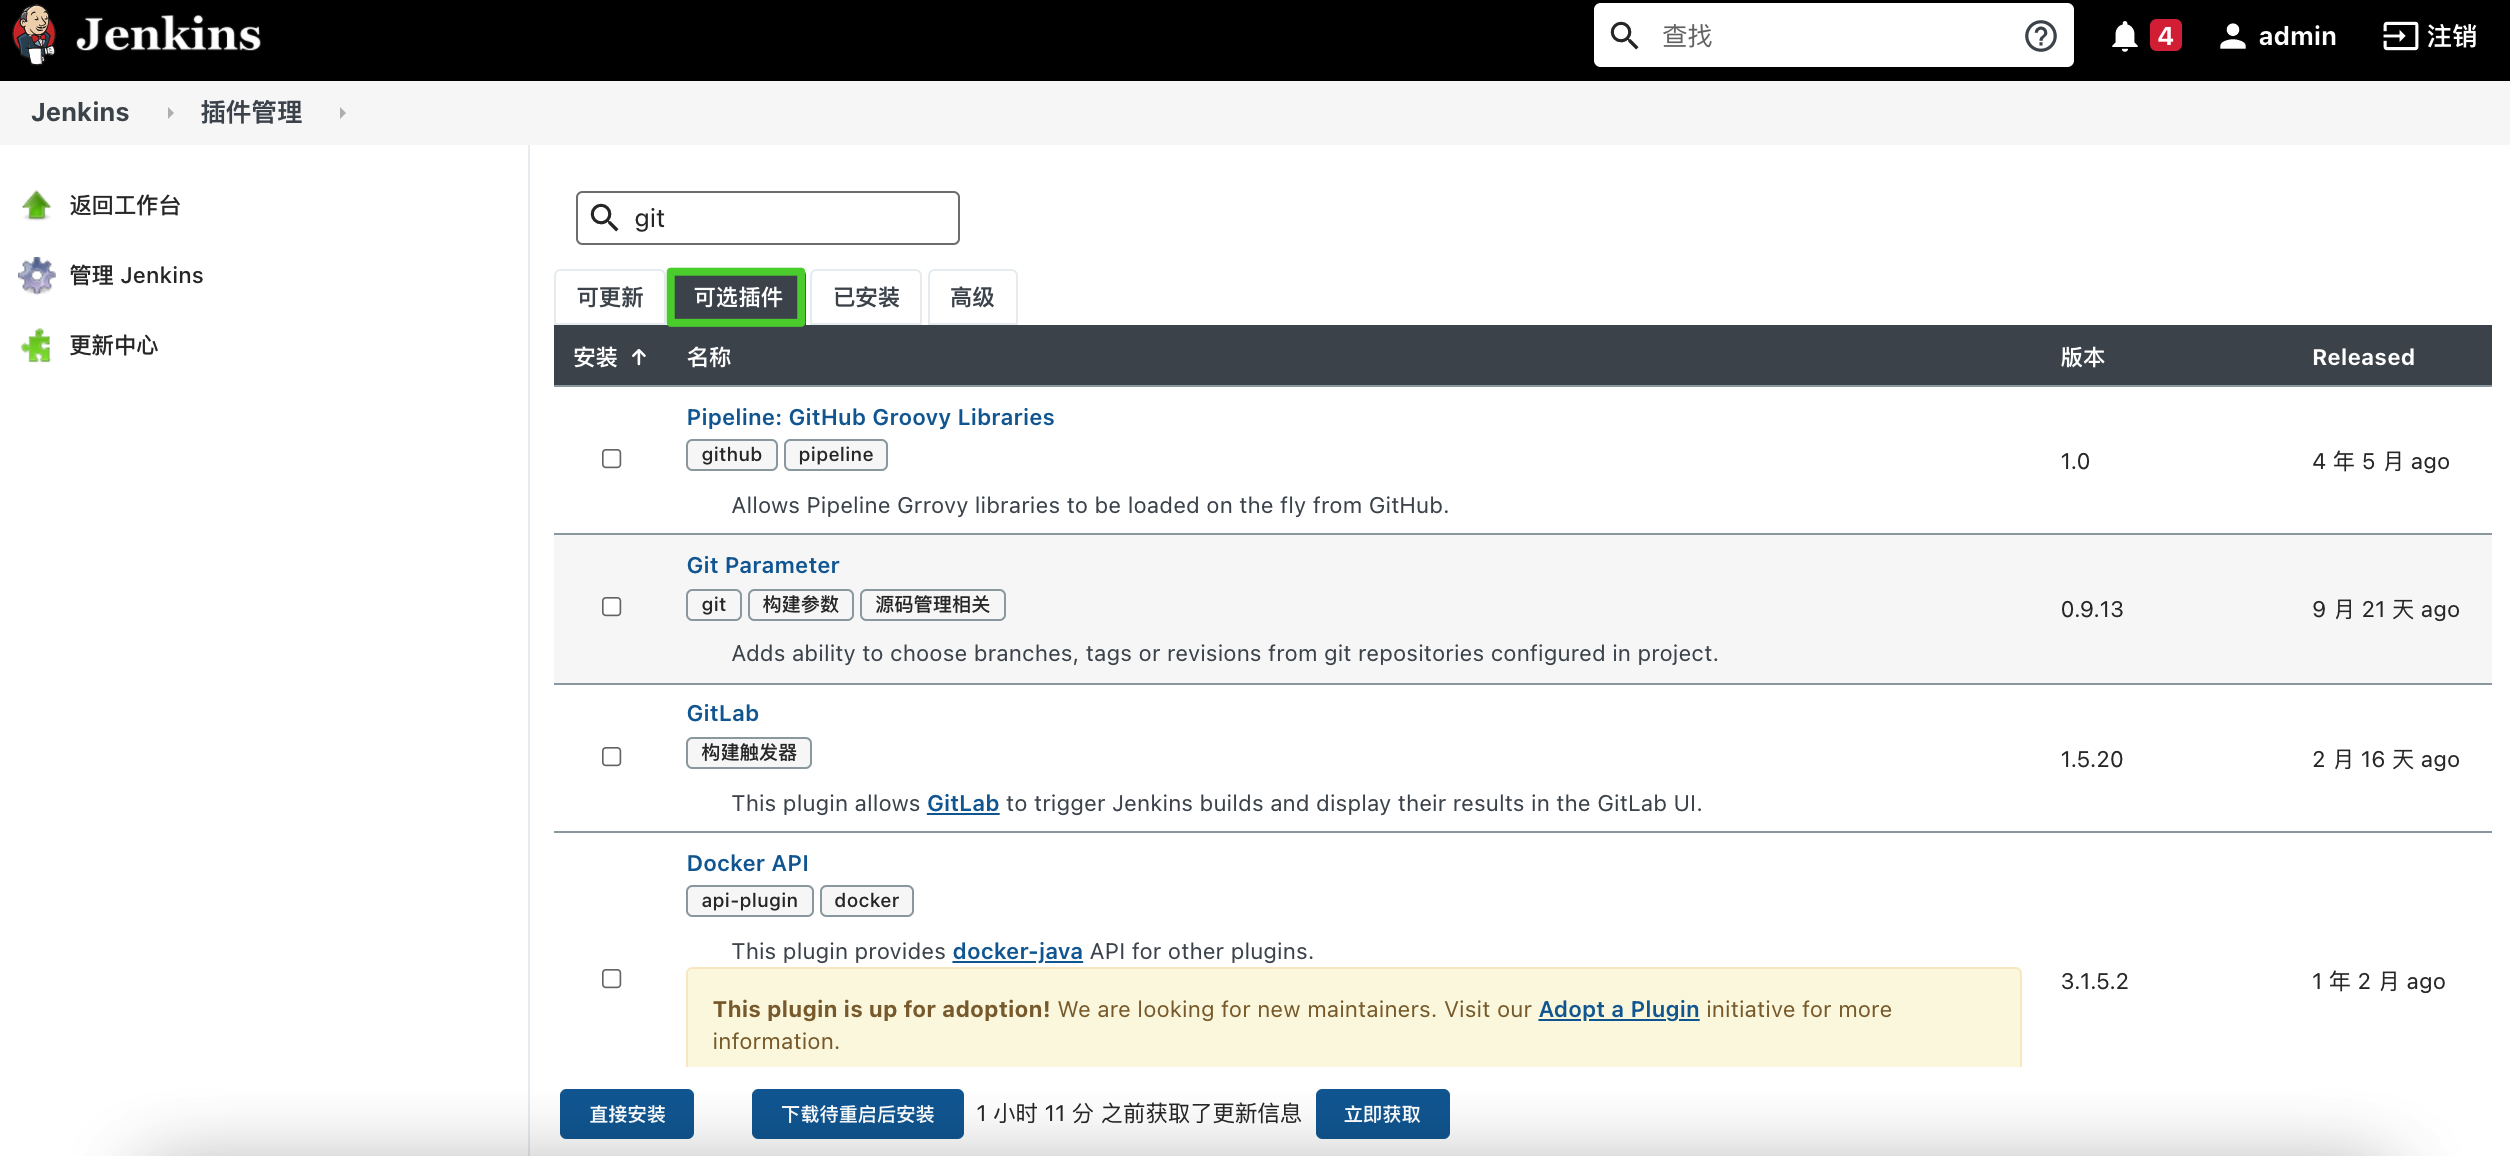 Jenkins
查找
4
admin
注销
Jenkins
插件管理
返回工作台
管理 Jenkins
更新中心
git
可更新
可选插件
已安装
高级
安装 ↑ 名称 版本 Released
Pipeline: GitHub Groovy Libraries
github pipeline
1.0 4 年 5 月 ago
Allows Pipeline Grrovy libraries to be loaded on the fly from GitHub.
Git Parameter
git 构建参数 源码管理相关
0.9.13 9 月 21 天 ago
Adds ability to choose branches, tags or revisions from git repositories configured in project.
GitLab
构建触发器
1.5.20 2 月 16 天 ago
This plugin allows GitLab to trigger Jenkins builds and display their results in the GitLab UI.
Docker API
api-plugin docker
This plugin provides docker-java API for other plugins.
3.1.5.2 1 年 2 月 ago
This plugin is up for adoption! We are looking for new maintainers. Visit our Adopt a Plugin initiative for more
information.
直接安装 下载待重启后安装 1 小时 11 分 之前获取了更新信息 立即获取